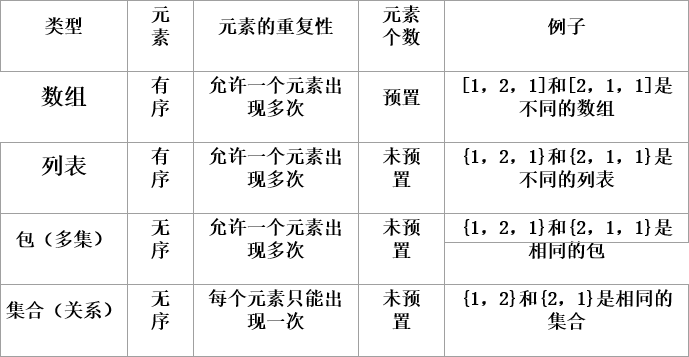 类型
元
素
元素的重复性
元素
个数
例子
数组
有
序
允许一个元素出
现多次
预置
[1，2，1]和[2，1，1]是
不同的数组
列表
有
序
允许一个元素出
现多次
未预
置
{1，2，1}和{2，1，1}是
不同的列表
包（多集）
无
序
允许一个元素出
现多次
未预
置
{1，2，1}和{2，1，1}是
相同的包
集合（关系）
无
序
每个元素只能出
现一次
未预
置
{1，2}和{2，1}是相同的
集合